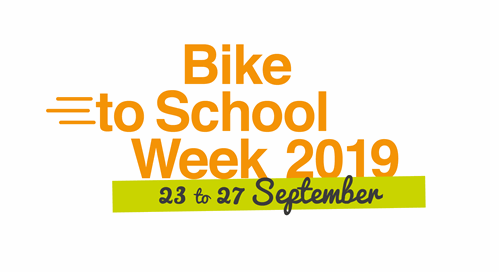 Bike
to School
Week 2019
23 to 27 September